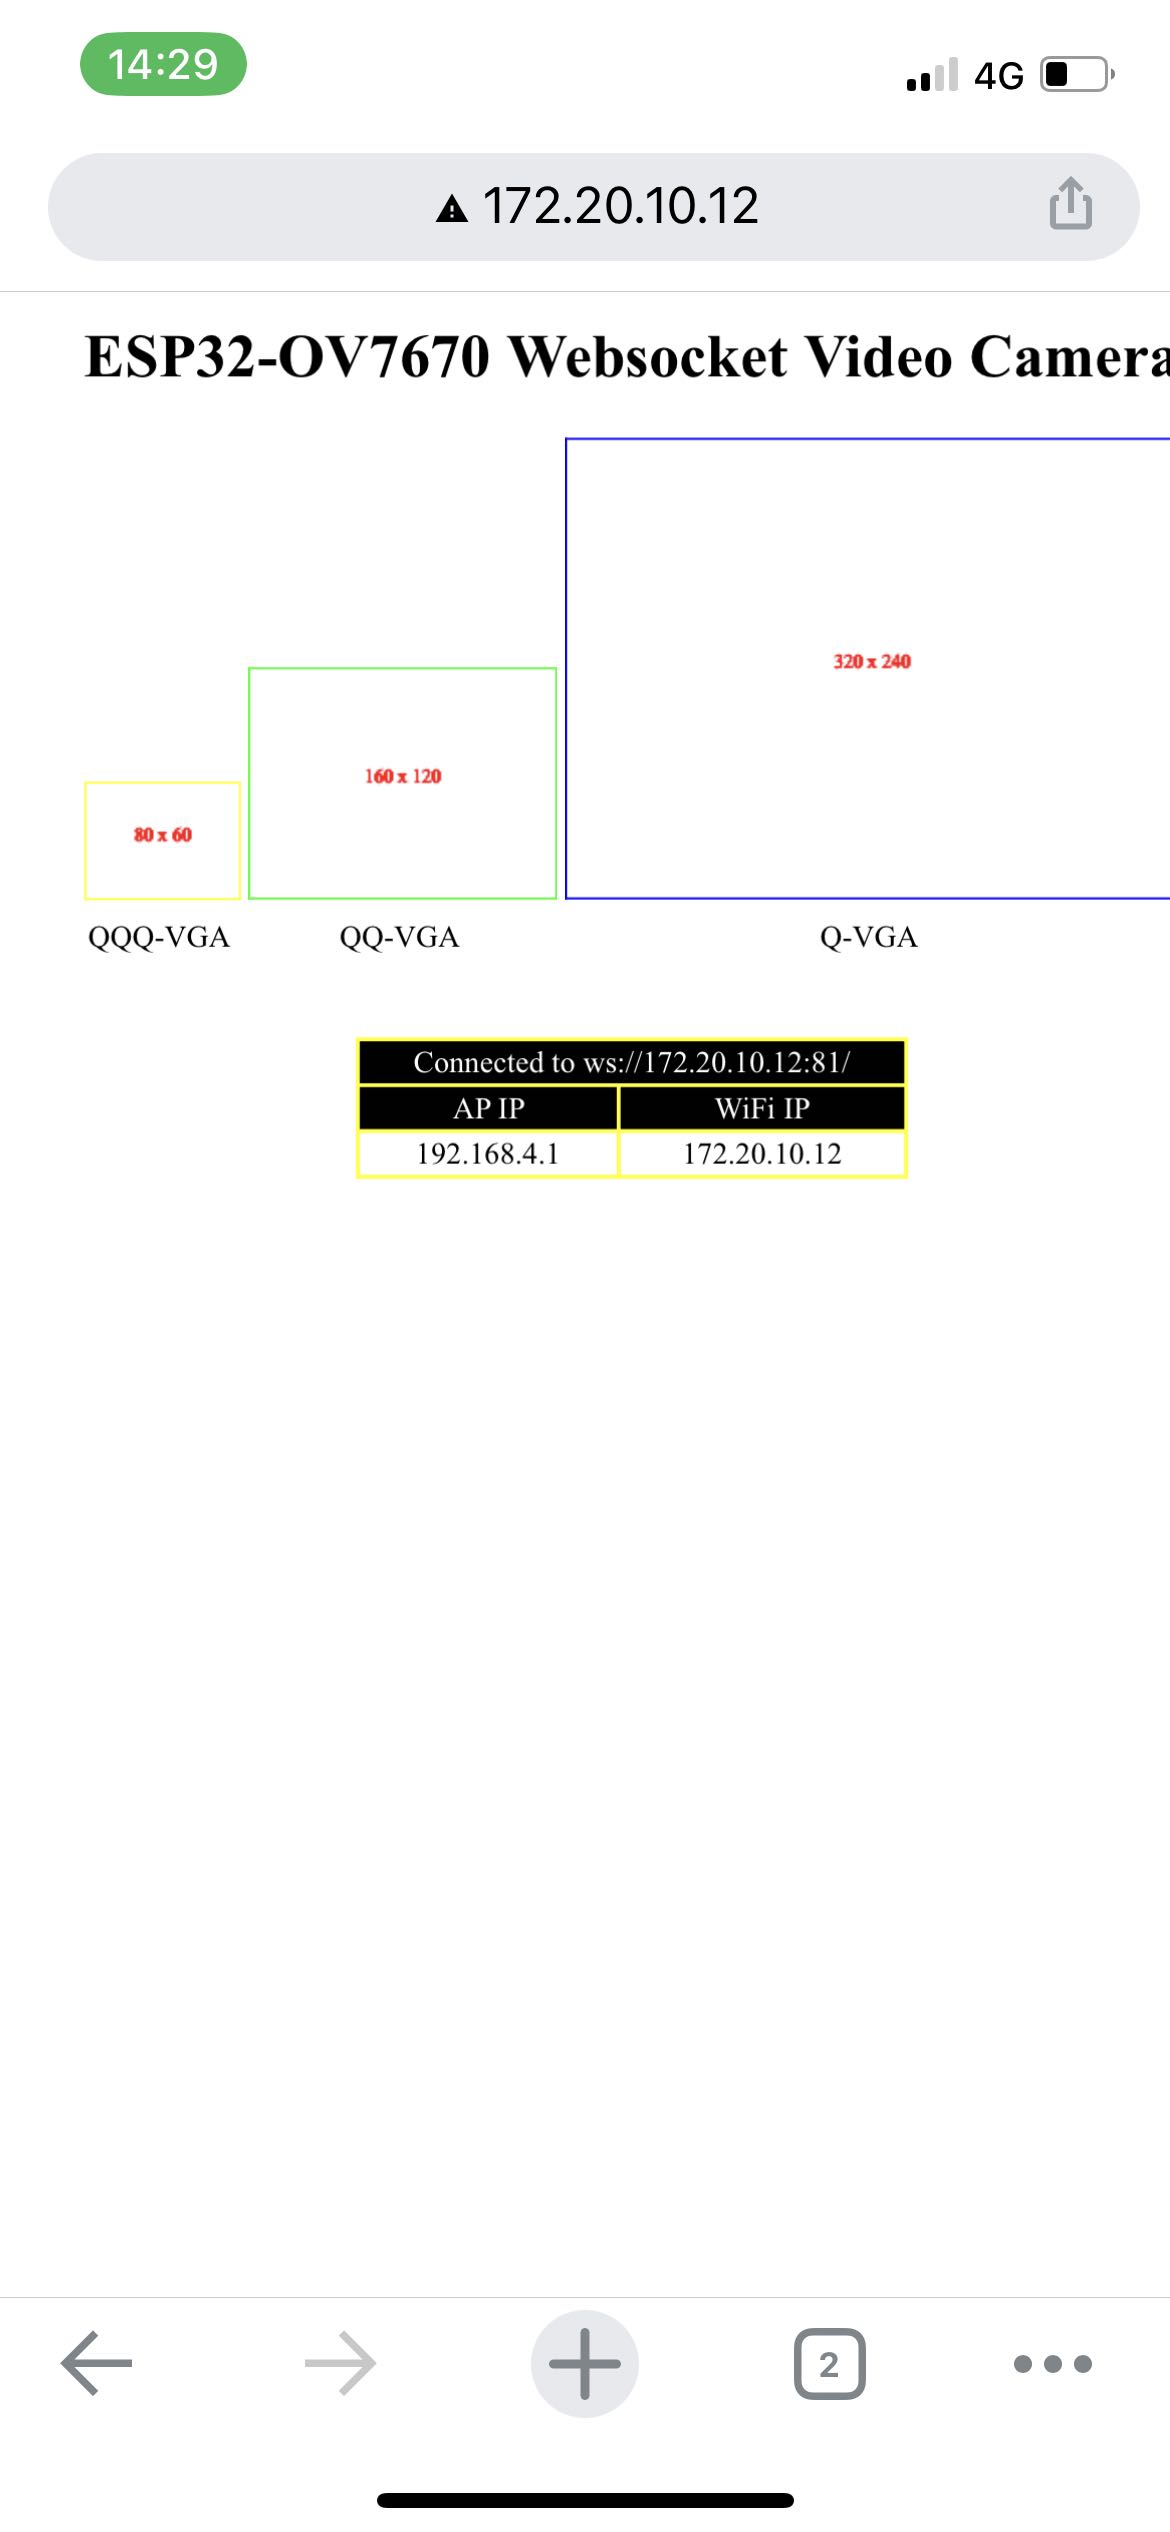 14:29
4G
172.20.10.12
ESP32-OV7670 Websocket Video Camera
320 x 240
160 x 120
80 x 60
QQQ-VGA QQ-VGA Q-VGA
Connected to ws://172.20.10.12:81/
AP IP WiFi IP
192.168.4.1 172.20.10.12
2